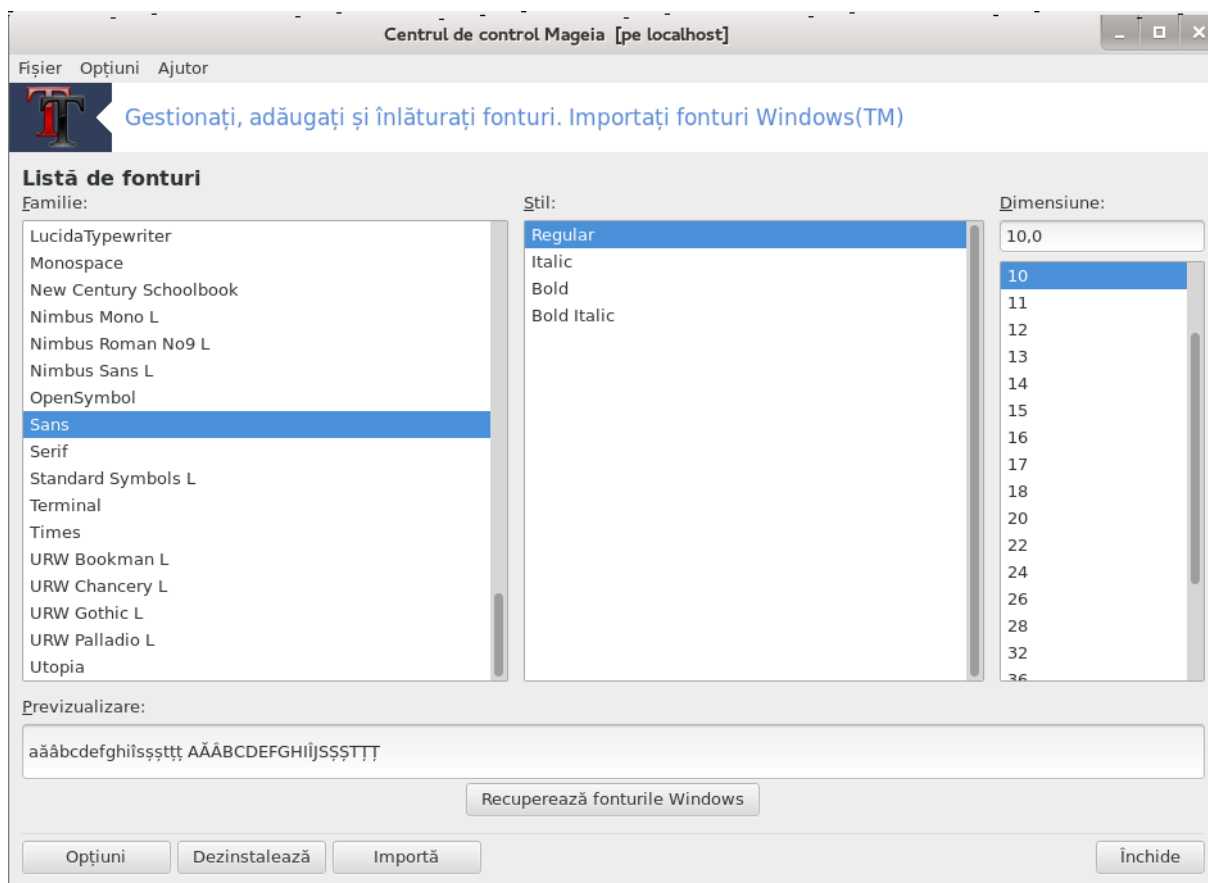 Centrul de control Mageia [pe localhost]
Fișier Opțiuni Ajutor
Gestionați, adăugați și înlăturați fonturi. Importați fonturi Windows(TM)
Listă de fonturi
Familie:
LucidaTypewriter
Monospace
New Century Schoolbook
Nimbus Mono L
Nimbus Roman No9 L
Nimbus Sans L
OpenSymbol
Sans
Serif
Standard Symbols L
Terminal
Times
URW Bookman L
URW Chancery L
URW Gothic L
URW Palladio L
Utopia
Stil:
Regular
Italic
Bold
Bold Italic
Dimensiune:
10,0
10
11
12
13
14
15
16
17
18
20
22
24
26
28
32
36
Previzualizare:
aăâbcdefghiîsșştțţ AĂÂBCDEFGHIÎJSȘŞTȚŢ
Recuperează fonturile Windows
Opțiuni Dezinstalează Importă Închide